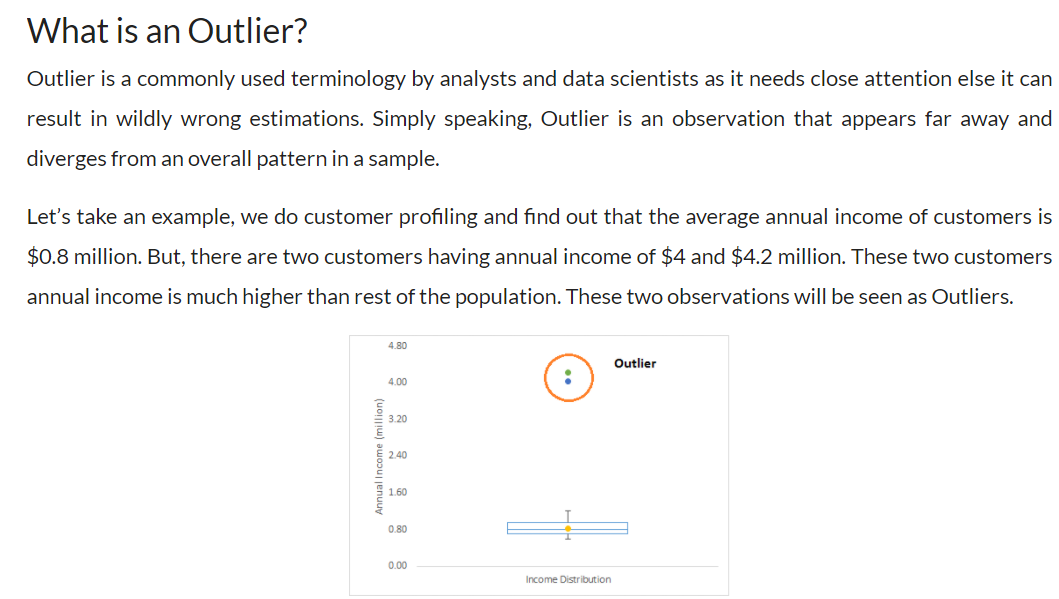 What is an Outlier?
Outlier is a commonly used terminology by analysts and data scientists as it needs close attention else it can
result in wildly wrong estimations. Simply speaking, Outlier is an observation that appears far away and
diverges from an overall pattern in a sample.
Let’s take an example, we do customer profiling and find out that the average annual income of customers is
$0.8 million. But, there are two customers having annual income of $4 and $4.2 million. These two customers
annual income is much higher than rest of the population. These two observations will be seen as Outliers.
4.80
Outlier
4.00
3.20
2.40
1.60
0.80
0.00
Annual Income (million)
Income Distribution